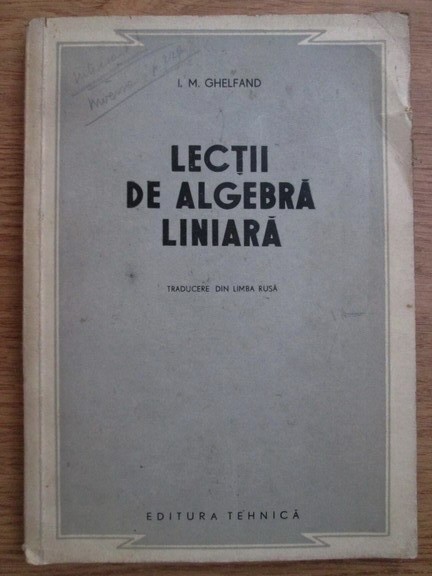 I. M. GHELFAND
LECȚII
DE ALGEBRĂ
LINIARĂ
TRADUCERE DIN LIMBA RUSĂ
EDITURA TEHNICĂ